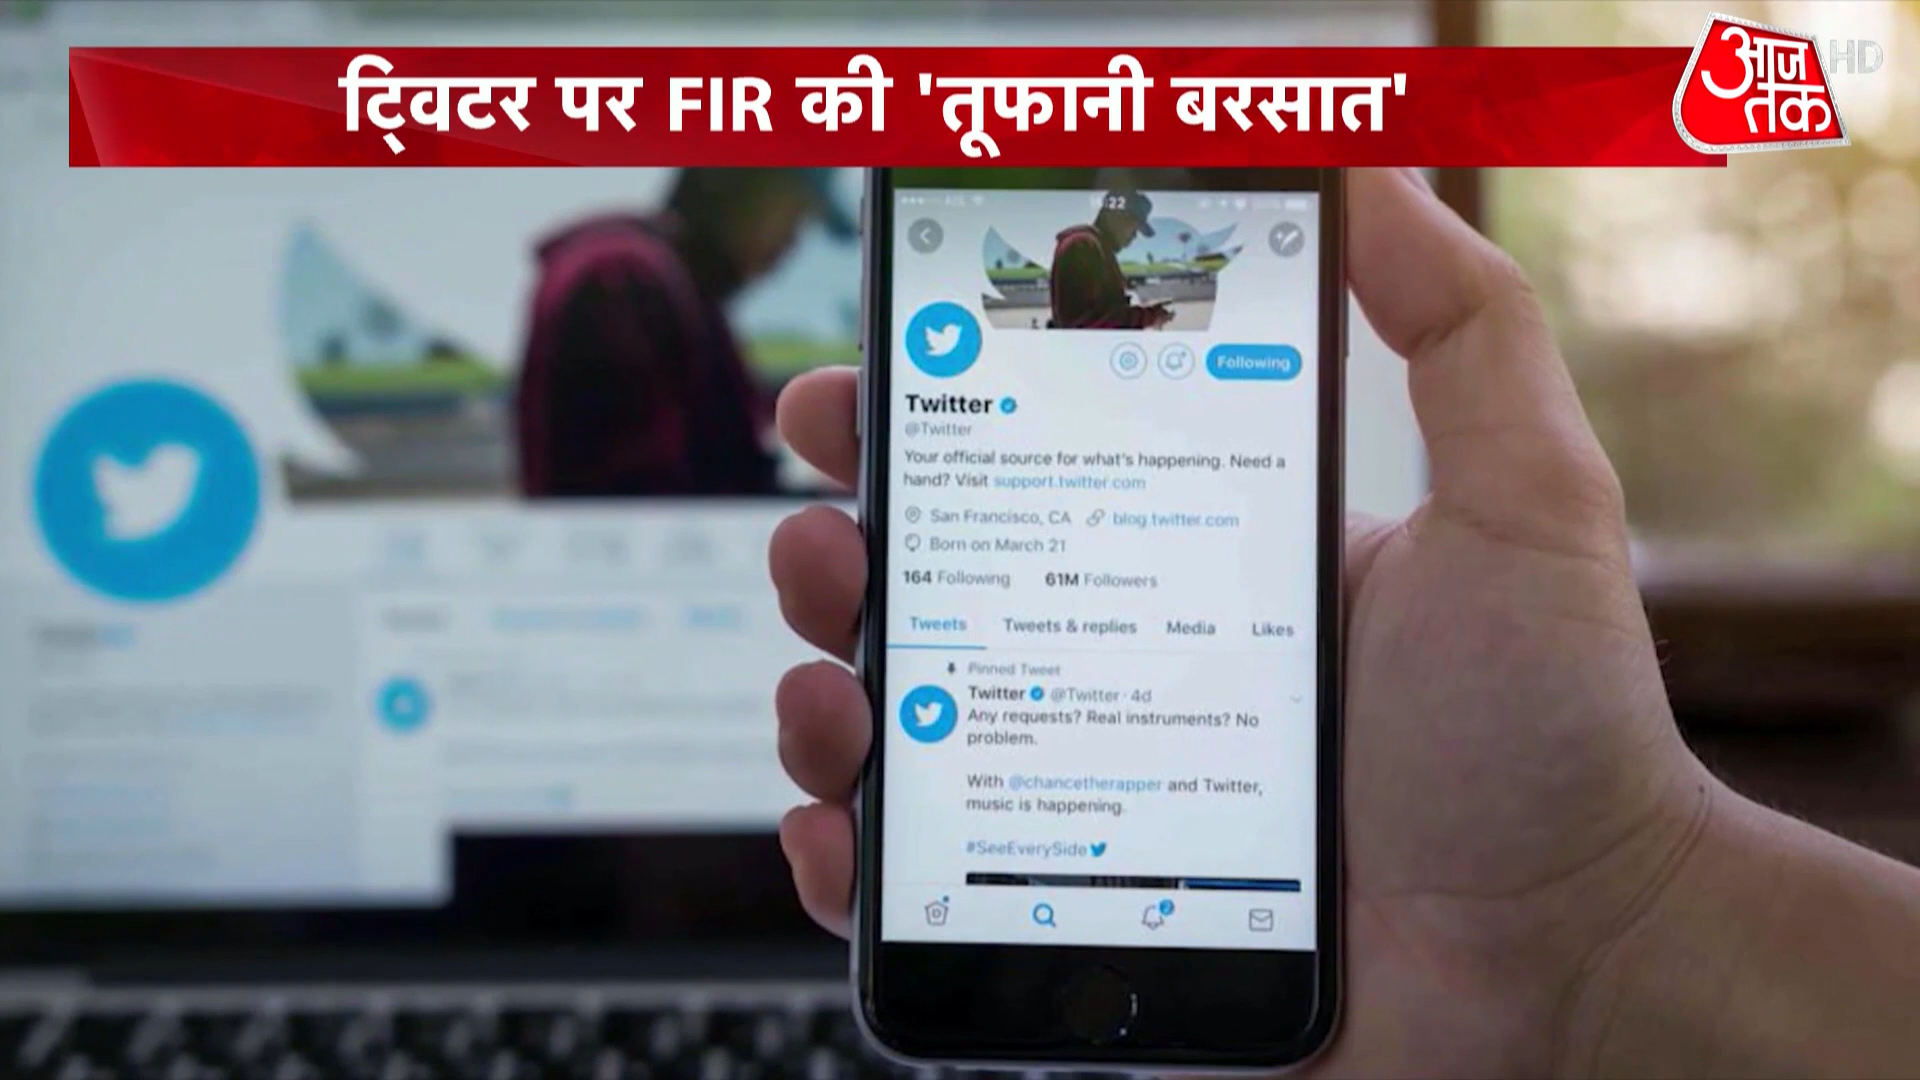 ट्विटर पर FIR की 'तूफानी बरसात'
आज तक
HD
22
Following
Twitter
@Twitter
Your official source for what's happening. Need a
hand? Visit support.twitter.com
San Francisco, CA blog.twitter.com
Born on March 21
164 Following 61M Followers
Tweets Tweets & replies Media Likes
Pinned Tweet
Twitter @Twitter · 4d
Any requests? Real instruments? No
problem.
With @chancetherapper and Twitter,
music is happening.
#SeeEverySide
2